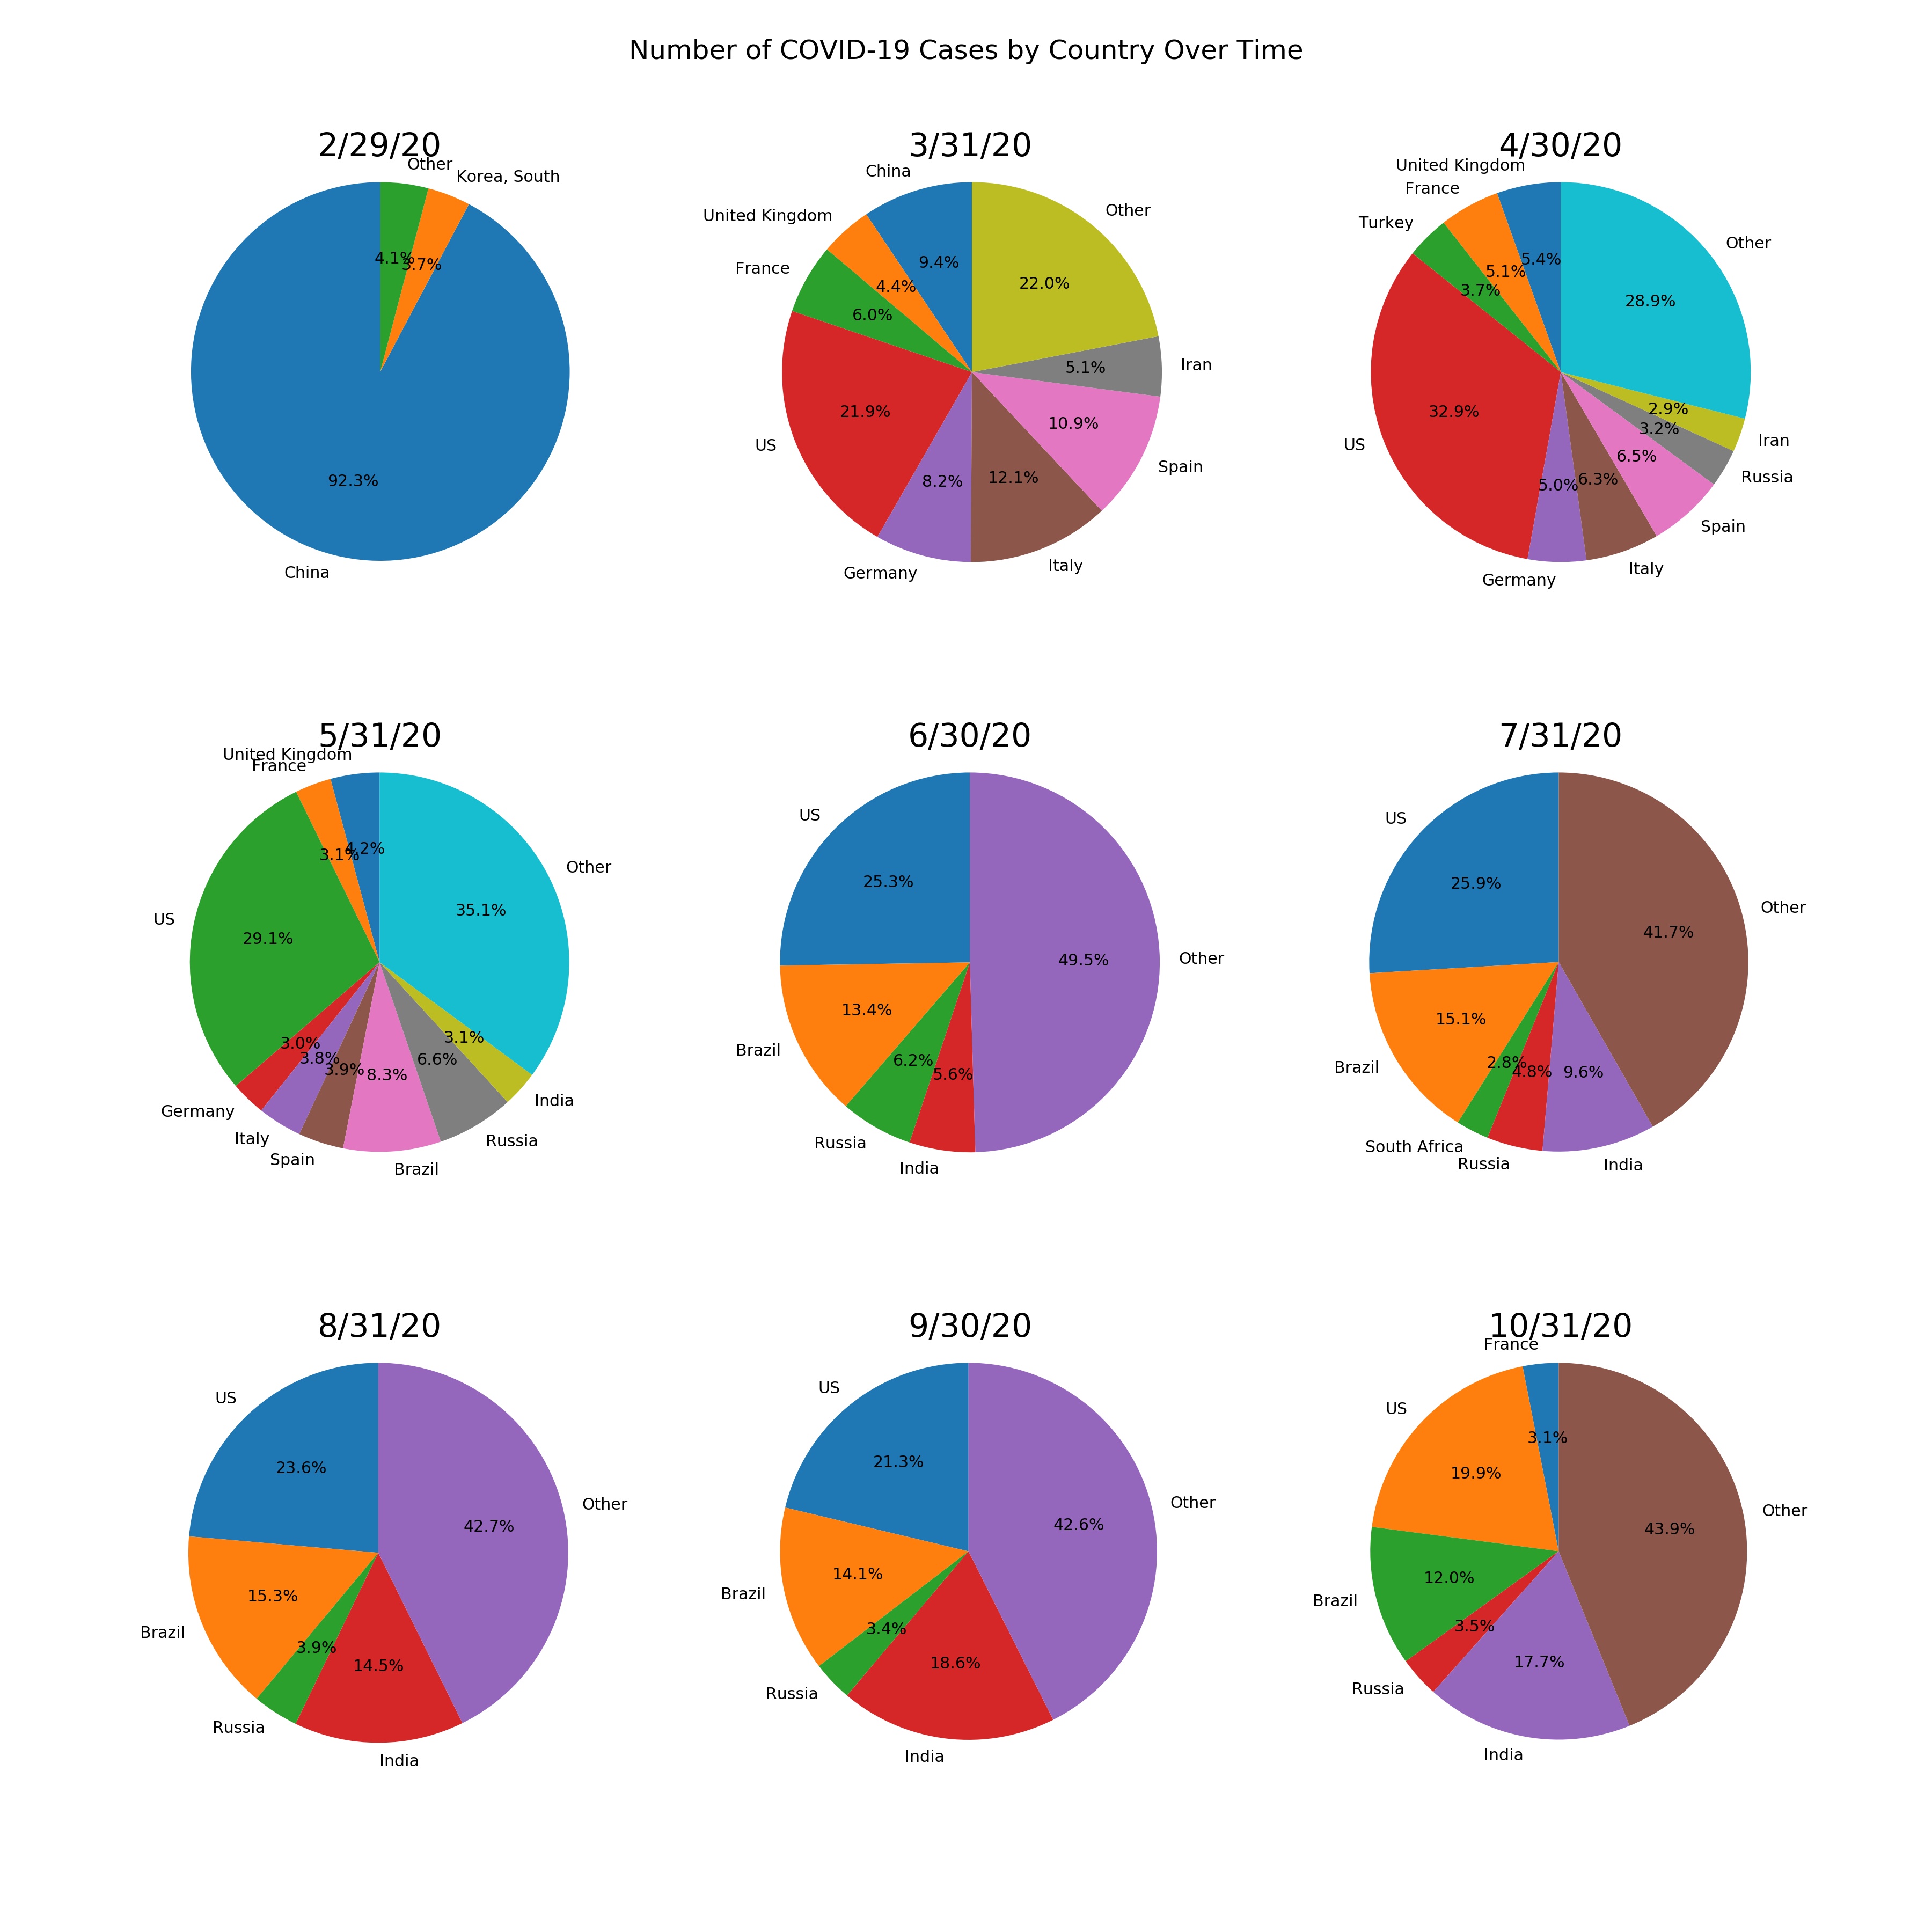 Number of COVID-19 Cases by Country Over Time
2/29/20
Other
Korea, South
4.1%
3.7%
92.3%
China
3/31/20
China
United Kingdom
Other
France
9.4%
4.4%
22.0%
6.0%
Iran
5.1%
21.9%
10.9%
US
Spain
8.2%
12.1%
Germany
Italy
4/30/20
United Kingdom
France
Turkey
Other
5.4%
5.1%
3.7%
28.9%
32.9%
2.9%
3.2%
US
Iran
6.5%
Russia
5.0%
6.3%
Spain
Germany
Italy
5/31/20
United Kingdom
France
4.2%
3.1%
Other
35.1%
US
29.1%
3.0%
3.1%
3.8%
6.6%
3.9%
8.3%
Germany
India
Italy
Russia
Spain
Brazil
6/30/20
US
25.3%
Other
49.5%
13.4%
Brazil
6.2%
5.6%
Russia
India
7/31/20
US
25.9%
Other
41.7%
15.1%
Brazil
2.8%
4.8%
9.6%
South Africa
Russia
India
8/31/20
US
23.6%
Other
42.7%
15.3%
Brazil
3.9%
14.5%
Russia
India
9/30/20
US
21.3%
Other
42.6%
14.1%
Brazil
3.4%
18.6%
Russia
India
10/31/20
France
US
3.1%
19.9%
Other
43.9%
12.0%
Brazil
3.5%
17.7%
Russia
India